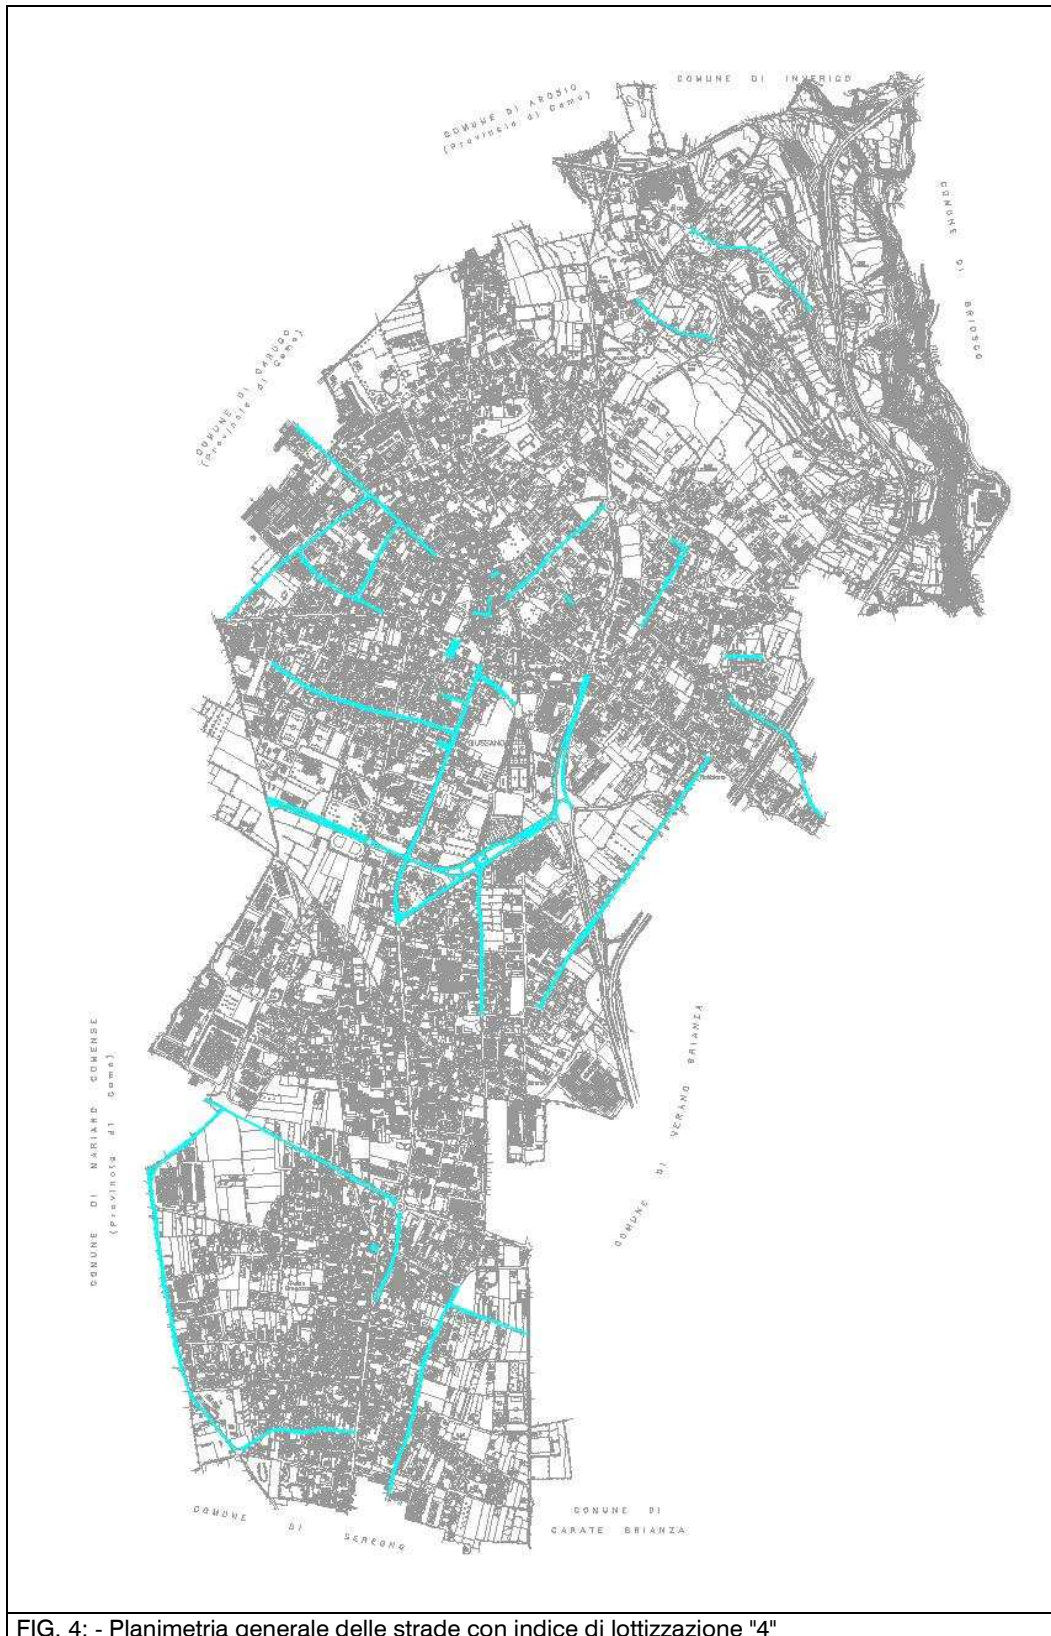 COMUNE DI INVERIGO
COMUNE DI AROSIO
(Provincia di Como)
COMUNE DI BRIOSCO
COMUNE DI CARUGO
(Provincia di Como)
GIUSSANO
COMUNE DI VERANO BRIANZA
COMUNE DI MARIANO COMENSE
(Provincia di Como)
COMUNE DI SEREGNO
COMUNE DI
CARATE BRIANZA
FIG. 4: - Planimetria generale delle strade con indice di lottizzazione "4"